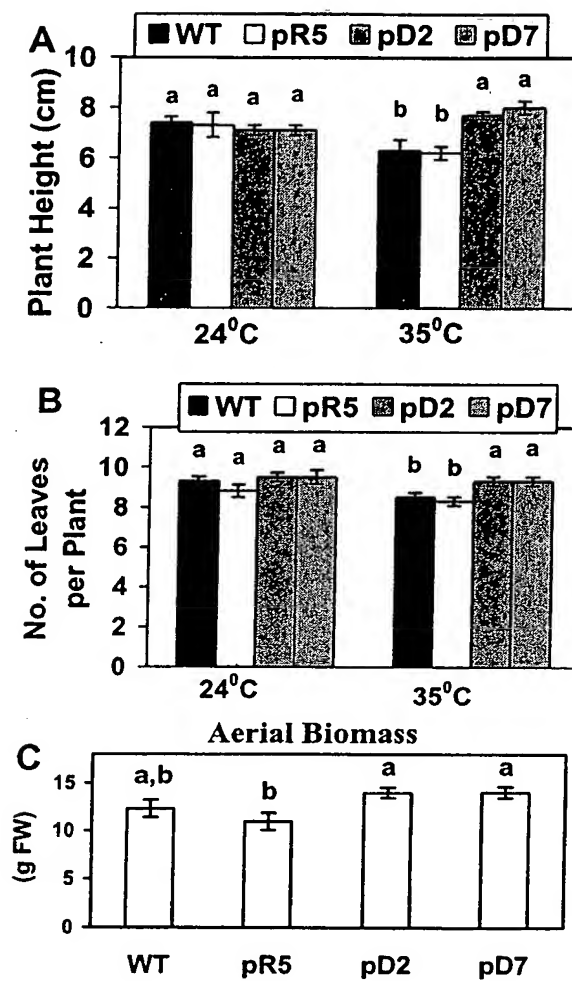 A
WT pR5 pD2 pD7
Plant Height (cm)
8
6
4
2
0
a a a a
b b a a
24⁰C 35⁰C
B
WT pR5 pD2 pD7
No. of Leaves
per Plant
12
10
8
6
4
2
0
a a a a
b b a a
24⁰C 35⁰C
Aerial Biomass
C
(g FW)
15
10
5
0
a,b b a a
WT pR5 pD2 pD7